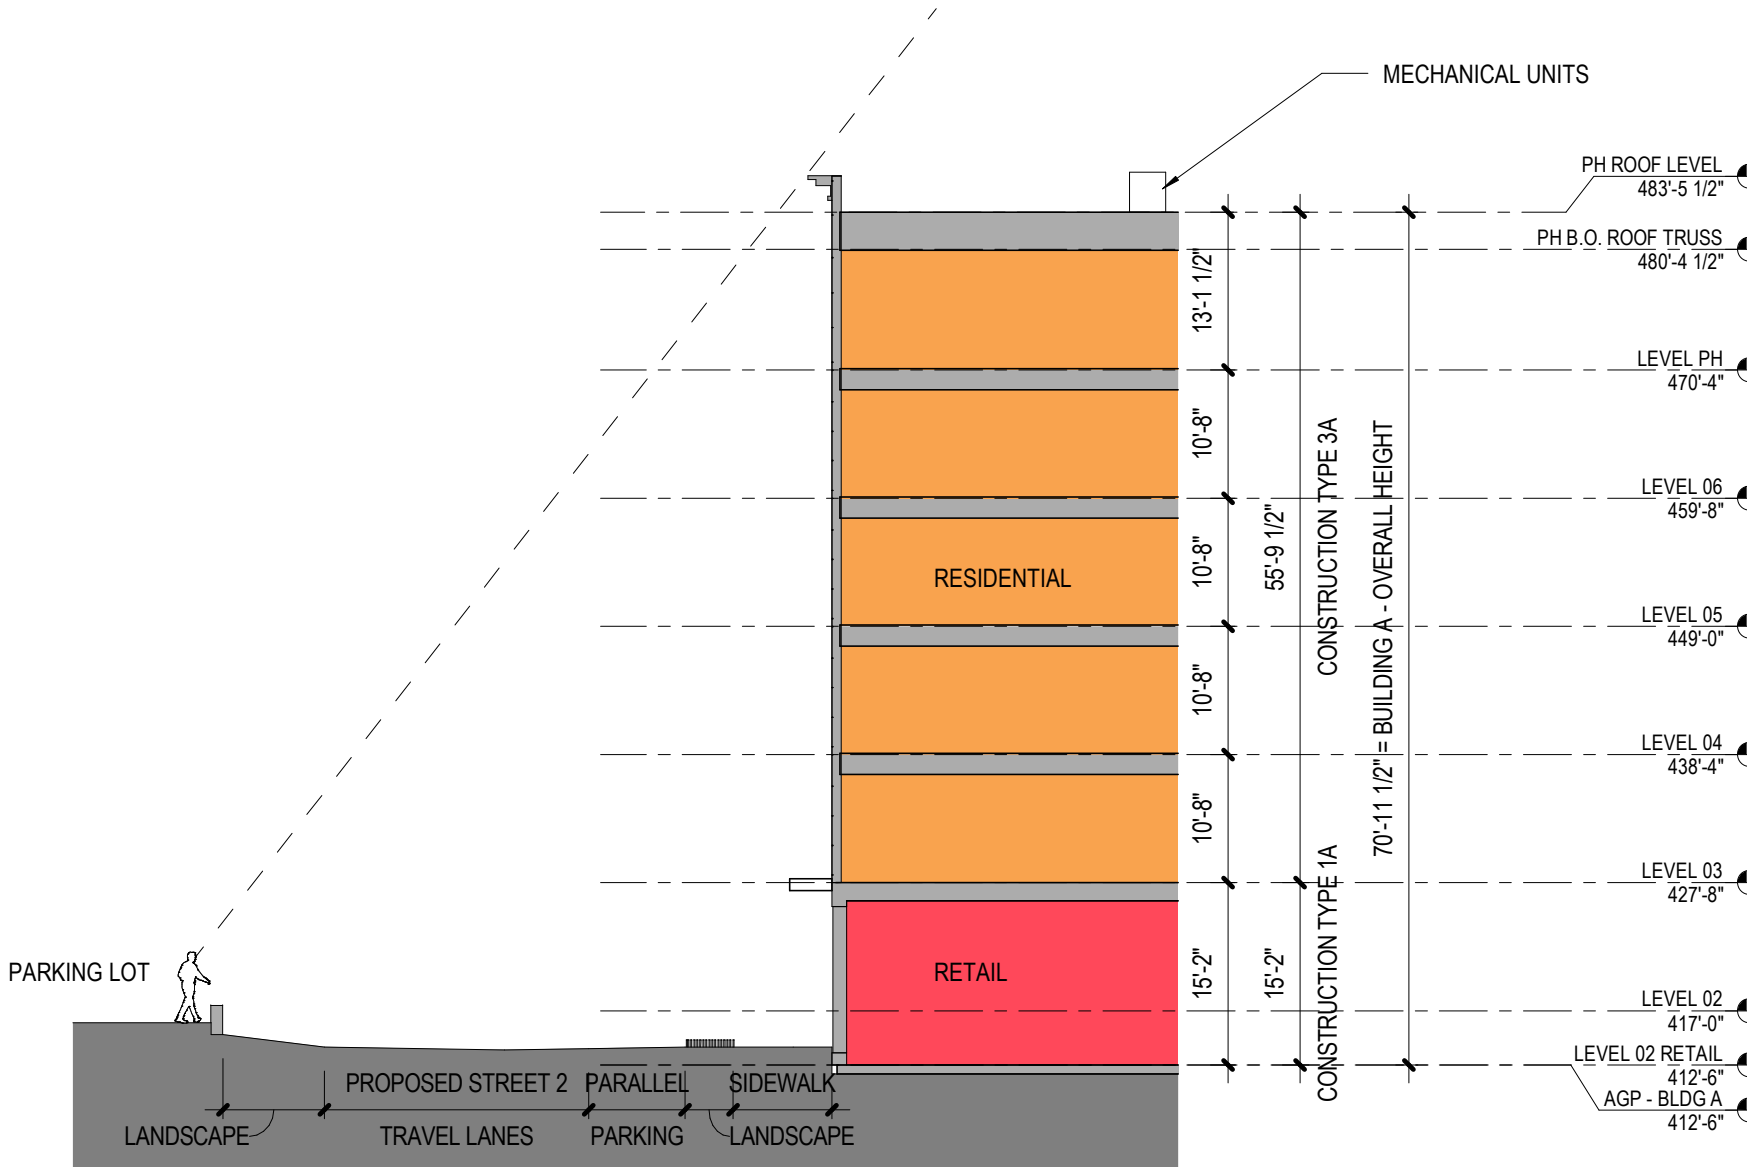 MECHANICAL UNITS
PH ROOF LEVEL
483'-5 1/2"
PH B.O. ROOF TRUSS
480'-4 1/2"
13'-1 1/2"
LEVEL PH
470'-4"
10'-8"
LEVEL 06
459'-8"
10'-8"
55'-9 1/2"
CONSTRUCTION TYPE 3A
70'-11 1/2" = BUILDING A - OVERALL HEIGHT
RESIDENTIAL
LEVEL 05
449'-0"
10'-8"
LEVEL 04
438'-4"
10'-8"
LEVEL 03
427'-8"
PARKING LOT
RETAIL
15'-2"
15'-2"
CONSTRUCTION TYPE 1A
LEVEL 02
417'-0"
LEVEL 02 RETAIL
412'-6"
AGP - BLDG A
412'-6"
PROPOSED STREET 2
PARALLEL
SIDEWALK
LANDSCAPE
TRAVEL LANES
PARKING
LANDSCAPE